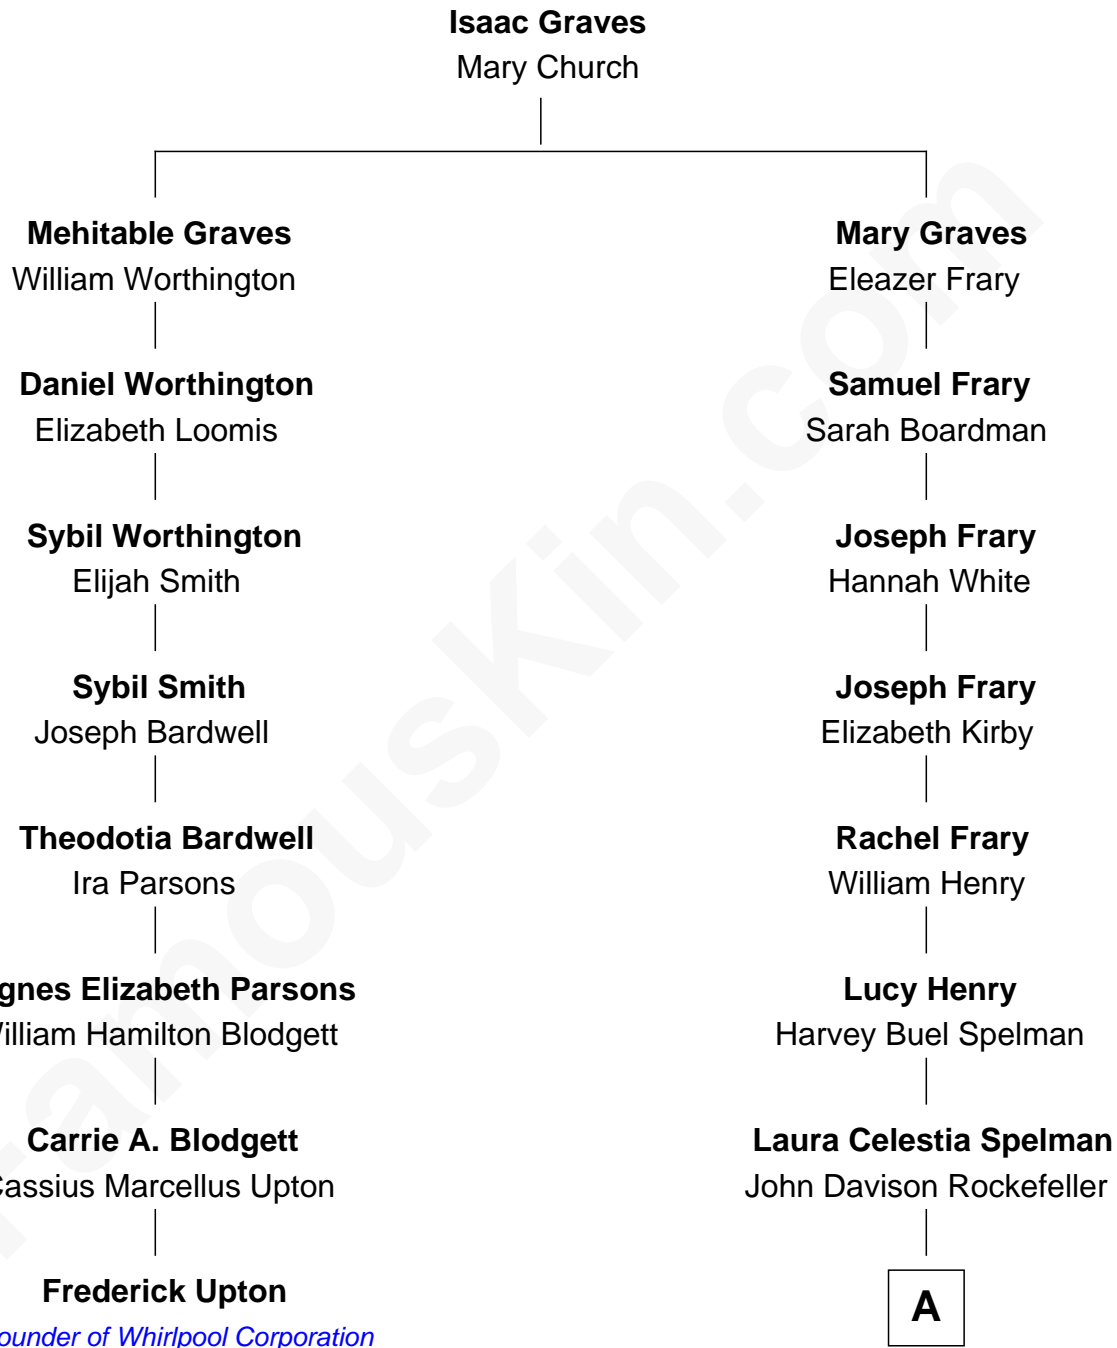 Isaac Graves
Mary Church
Mehitable Graves
William Worthington
Mary Graves
Eleazer Frary
Daniel Worthington
Elizabeth Loomis
Samuel Frary
Sarah Boardman
Sybil Worthington
Elijah Smith
Joseph Frary
Hannah White
Sybil Smith
Joseph Bardwell
Joseph Frary
Elizabeth Kirby
Theodotia Bardwell
Ira Parsons
Rachel Frary
William Henry
gnes Elizabeth Parsons
illiam Hamilton Blodgett
Lucy Henry
Harvey Buel Spelman
Carrie A. Blodgett
Cassius Marcellus Upton
Laura Celestia Spelman
John Davison Rockefeller
Frederick Upton
ounder of Whirlpool Corporation
A
FamousKin.com